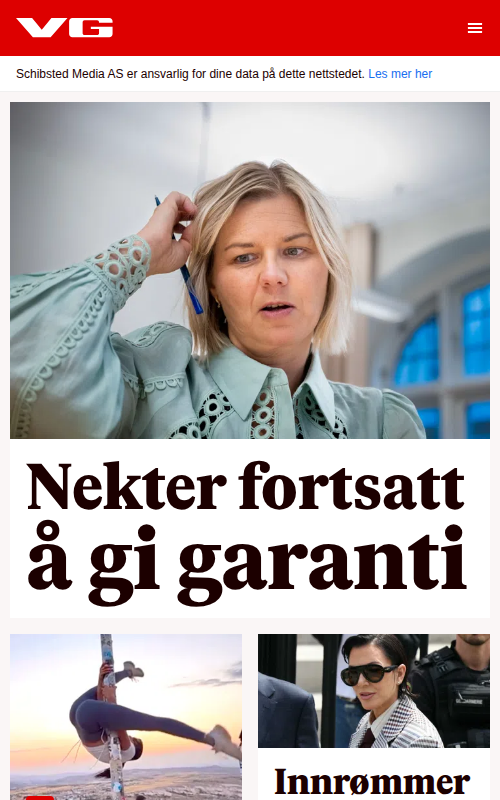 VG
Schibsted Media AS er ansvarlig for dine data på dette nettstedet. Les mer her
Nekter fortsatt
å gi garanti
Innrømmer